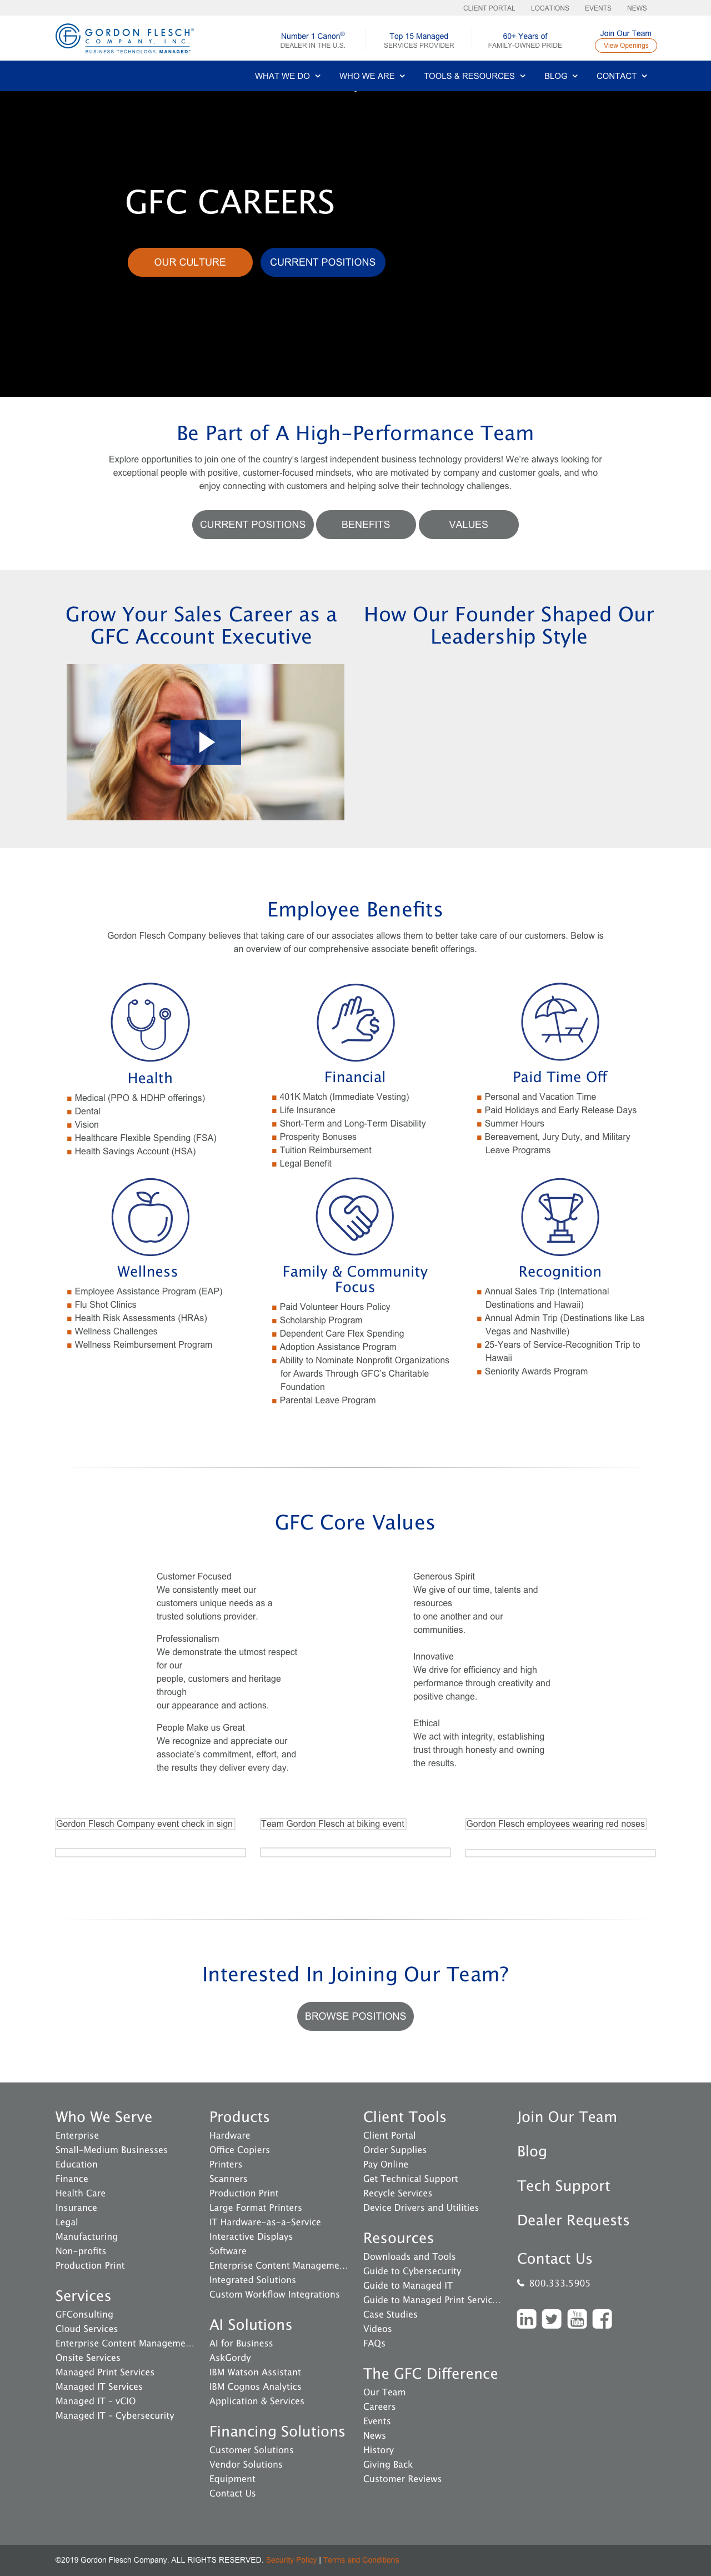 CLIENT PORTAL LOCATIONS EVENTS NEWS
GORDON FLESCH®
COMPANY, INC.
BUSINESS TECHNOLOGY, MANAGED.™
Number 1 Canon®
DEALER IN THE U.S.
Top 15 Managed
SERVICES PROVIDER
60+ Years of
FAMILY-OWNED PRIDE
Join Our Team
View Openings
WHAT WE DO WHO WE ARE TOOLS & RESOURCES BLOG CONTACT
GFC CAREERS
OUR CULTURE CURRENT POSITIONS
Be Part of A High-Performance Team
Explore opportunities to join one of the country's largest independent business technology providers! We're always looking for
exceptional people with positive, customer-focused mindsets, who are motivated by company and customer goals, and who
enjoy connecting with customers and helping solve their technology challenges.
CURRENT POSITIONS BENEFITS VALUES
Grow Your Sales Career as a
GFC Account Executive
How Our Founder Shaped Our
Leadership Style
Employee Benefits
Gordon Flesch Company believes that taking care of our associates allows them to better take care of our customers. Below is
an overview of our comprehensive associate benefit offerings.
Health
Medical (PPO & HDHP offerings)
Dental
Vision
Healthcare Flexible Spending (FSA)
Health Savings Account (HSA)
Financial
401K Match (Immediate Vesting)
Life Insurance
Short-Term and Long-Term Disability
Prosperity Bonuses
Tuition Reimbursement
Legal Benefit
Paid Time Off
Personal and Vacation Time
Paid Holidays and Early Release Days
Summer Hours
Bereavement, Jury Duty, and Military
Leave Programs
Wellness
Employee Assistance Program (EAP)
Flu Shot Clinics
Health Risk Assessments (HRAs)
Wellness Challenges
Wellness Reimbursement Program
Family & Community
Focus
Paid Volunteer Hours Policy
Scholarship Program
Dependent Care Flex Spending
Adoption Assistance Program
Ability to Nominate Nonprofit Organizations
for Awards Through GFC's Charitable
Foundation
Parental Leave Program
Recognition
Annual Sales Trip (International
Destinations and Hawaii)
Annual Admin Trip (Destinations like Las
Vegas and Nashville)
25-Years of Service-Recognition Trip to
Hawaii
Seniority Awards Program
GFC Core Values
Customer Focused
We consistently meet our
customers unique needs as a
trusted solutions provider.
Professionalism
We demonstrate the utmost respect
for our
people, customers and heritage
through
our appearance and actions.
People Make us Great
We recognize and appreciate our
associate's commitment, effort, and
the results they deliver every day.
Generous Spirit
We give of our time, talents and
resources
to one another and our
communities.
Innovative
We drive for efficiency and high
performance through creativity and
positive change.
Ethical
We act with integrity, establishing
trust through honesty and owning
the results.
Gordon Flesch Company event check in sign
Team Gordon Flesch at biking event
Gordon Flesch employees wearing red noses
Interested In Joining Our Team?
BROWSE POSITIONS
Who We Serve
Enterprise
Small-Medium Businesses
Education
Finance
Health Care
Insurance
Legal
Manufacturing
Non-profits
Production Print
Services
GFConsulting
Cloud Services
Enterprise Content Manageme...
Onsite Services
Managed Print Services
Managed IT Services
Managed IT - vCIO
Managed IT - Cybersecurity
Products
Hardware
Office Copiers
Printers
Scanners
Production Print
Large Format Printers
IT Hardware-as-a-Service
Interactive Displays
Software
Enterprise Content Manageme...
Integrated Solutions
Custom Workflow Integrations
AI Solutions
AI for Business
AskGordy
IBM Watson Assistant
IBM Cognos Analytics
Application & Services
Financing Solutions
Customer Solutions
Vendor Solutions
Equipment
Contact Us
Client Tools
Client Portal
Order Supplies
Pay Online
Get Technical Support
Recycle Services
Device Drivers and Utilities
Resources
Downloads and Tools
Guide to Cybersecurity
Guide to Managed IT
Guide to Managed Print Servic...
Case Studies
Videos
FAQs
The GFC Difference
Our Team
Careers
Events
News
History
Giving Back
Customer Reviews
Join Our Team
Blog
Tech Support
Dealer Requests
Contact Us
800.333.5905
in You Tube f
©2019 Gordon Flesch Company. ALL RIGHTS RESERVED. Security Policy | Terms and Conditions